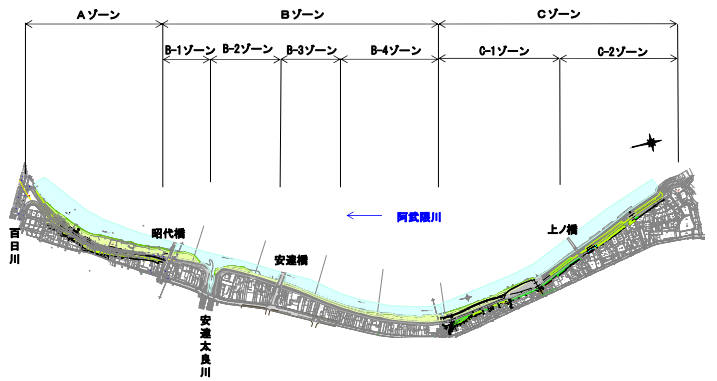 Aゾーン
Bゾーン
Cゾーン
B-1ゾーン
B-2ゾーン
B-3ゾーン
B-4ゾーン
C-1ゾーン
C-2ゾーン
阿武隈川
昭代橋
上ノ橋
安達橋
百日川
安達太良川